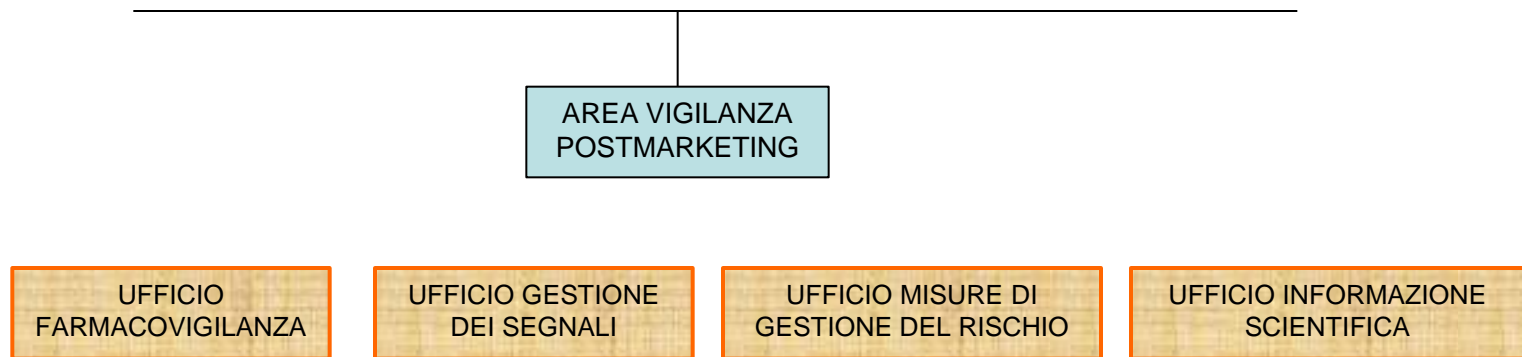 AREA VIGILANZA
POSTMARKETING
UFFICIO
FARMACOVIGILANZA
UFFICIO GESTIONE
DEI SEGNALI
UFFICIO MISURE DI
GESTIONE DEL RISCHIO
UFFICIO INFORMAZIONE
SCIENTIFICA